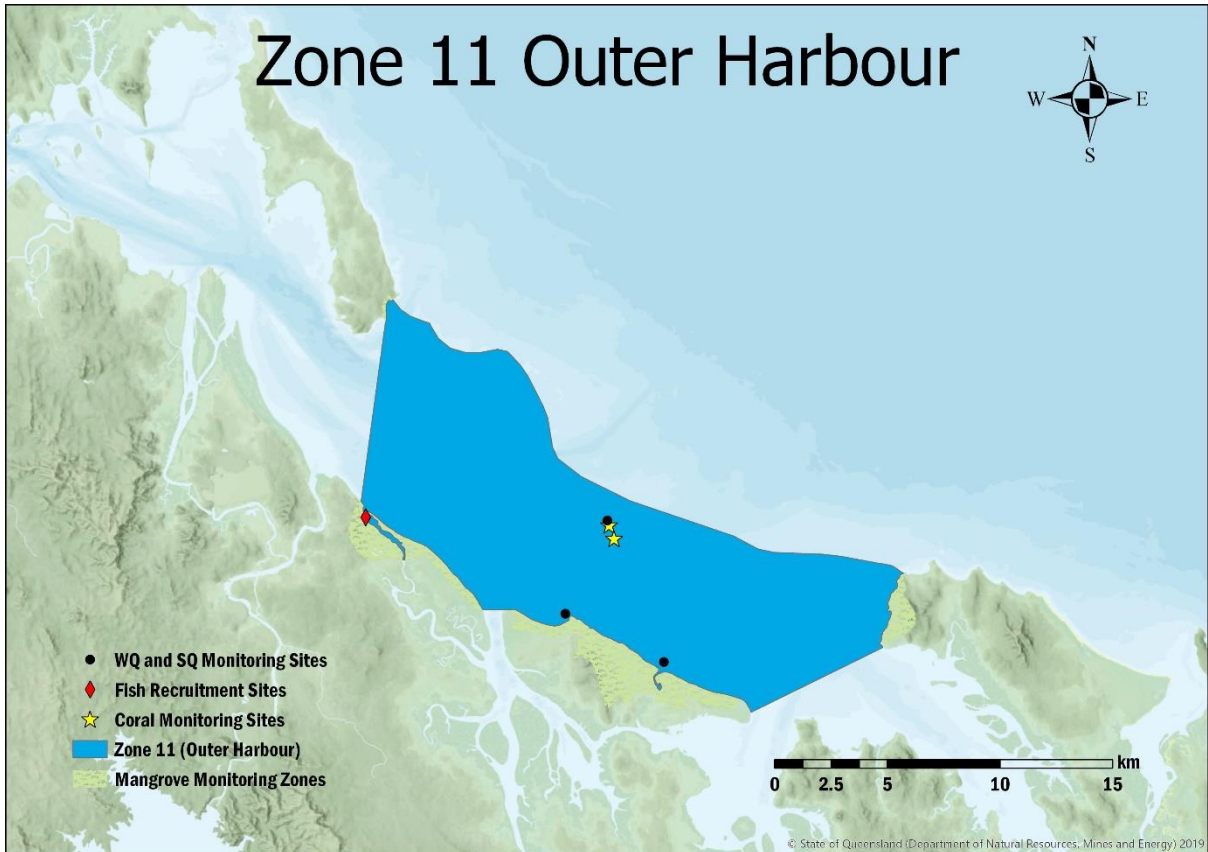 Zone 11 Outer Harbour
N
W E
S
WQ and SQ Monitoring Sites
Fish Recruitment Sites
Coral Monitoring Sites
Zone 11 (Outer Harbour)
Mangrove Monitoring Zones
km
0 2.5 5 10 15
© State of Queensland (Department of Natural Resources, Mines and Energy) 2019